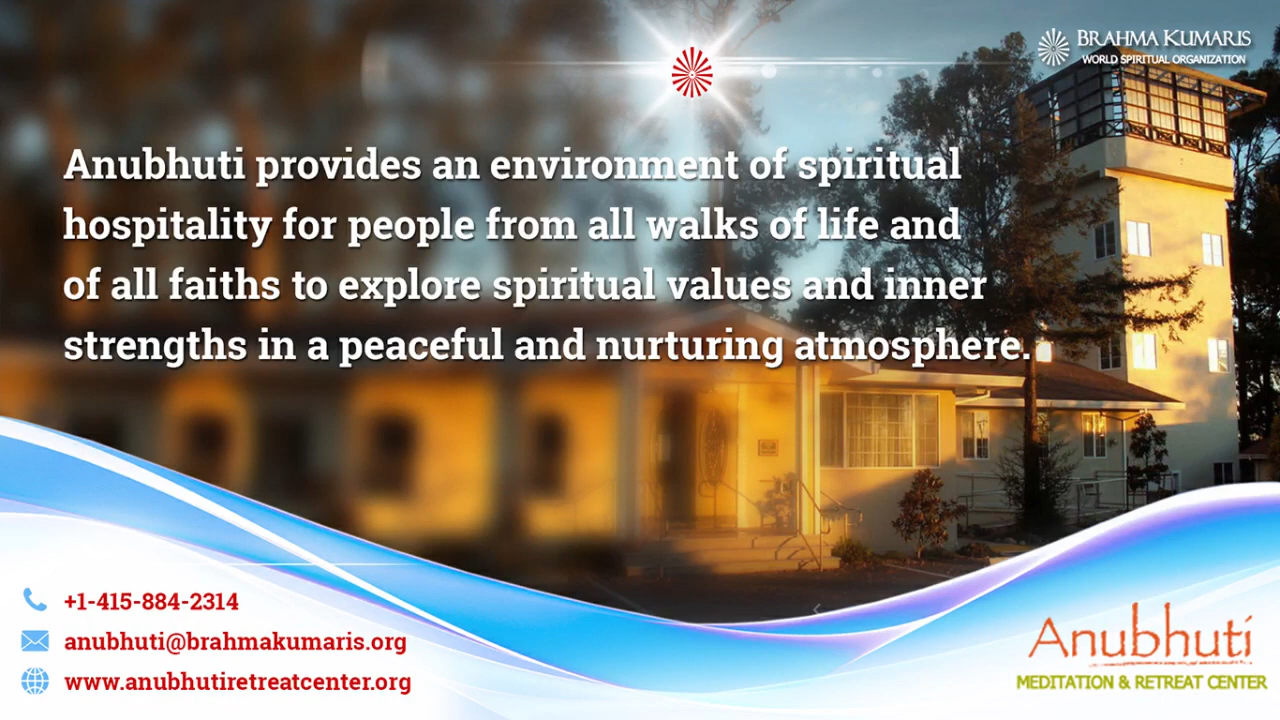 BRAHMA KUMARIS
WORLD SPIRITUAL ORGANIZATION
Anubhuti provides an environment of spiritual
hospitality for people from all walks of life and
of all faiths to explore spiritual values and inner
strengths in a peaceful and nurturing atmosphere.
+1-415-884-2314
anubhuti@brahmakumaris.org
www.anubhutiretreatcenter.org
Anubhuti
MEDITATION & RETREAT CENTER